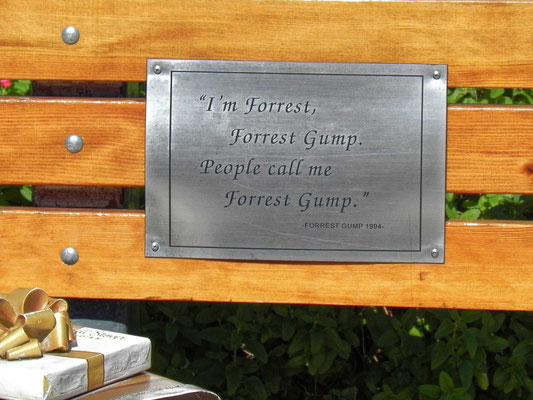 “I’m Forrest,
Forrest Gump.
People call me
Forrest Gump.”
-FORREST GUMP 1994-